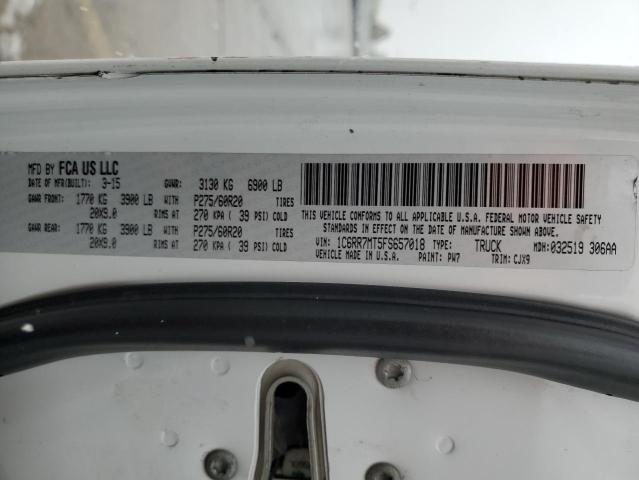 MFD BY FCA US LLC
DATE OF MFR(BUILT): 3-15 GVWR: 3130 KG 6900 LB
GAWR FRONT: 1770 KG 3900 LB WITH P275/60R20 TIRES
20X9.0 RIMS AT 270 KPA ( 39 PSI) COLD
GAWR REAR: 1770 KG 3900 LB WITH P275/60R20 TIRES
20X9.0 RIMS AT 270 KPA ( 39 PSI) COLD
THIS VEHICLE CONFORMS TO ALL APPLICABLE U.S.A. FEDERAL MOTOR VEHICLE SAFETY
STANDARDS IN EFFECT ON THE DATE OF MANUFACTURE SHOWN ABOVE.
VIN: 1C6RR7MT5FS657018 TYPE: TRUCK MDH: 032519 306AA
VEHICLE MADE IN U.S.A. PAINT: PW7 TRIM: CJX9